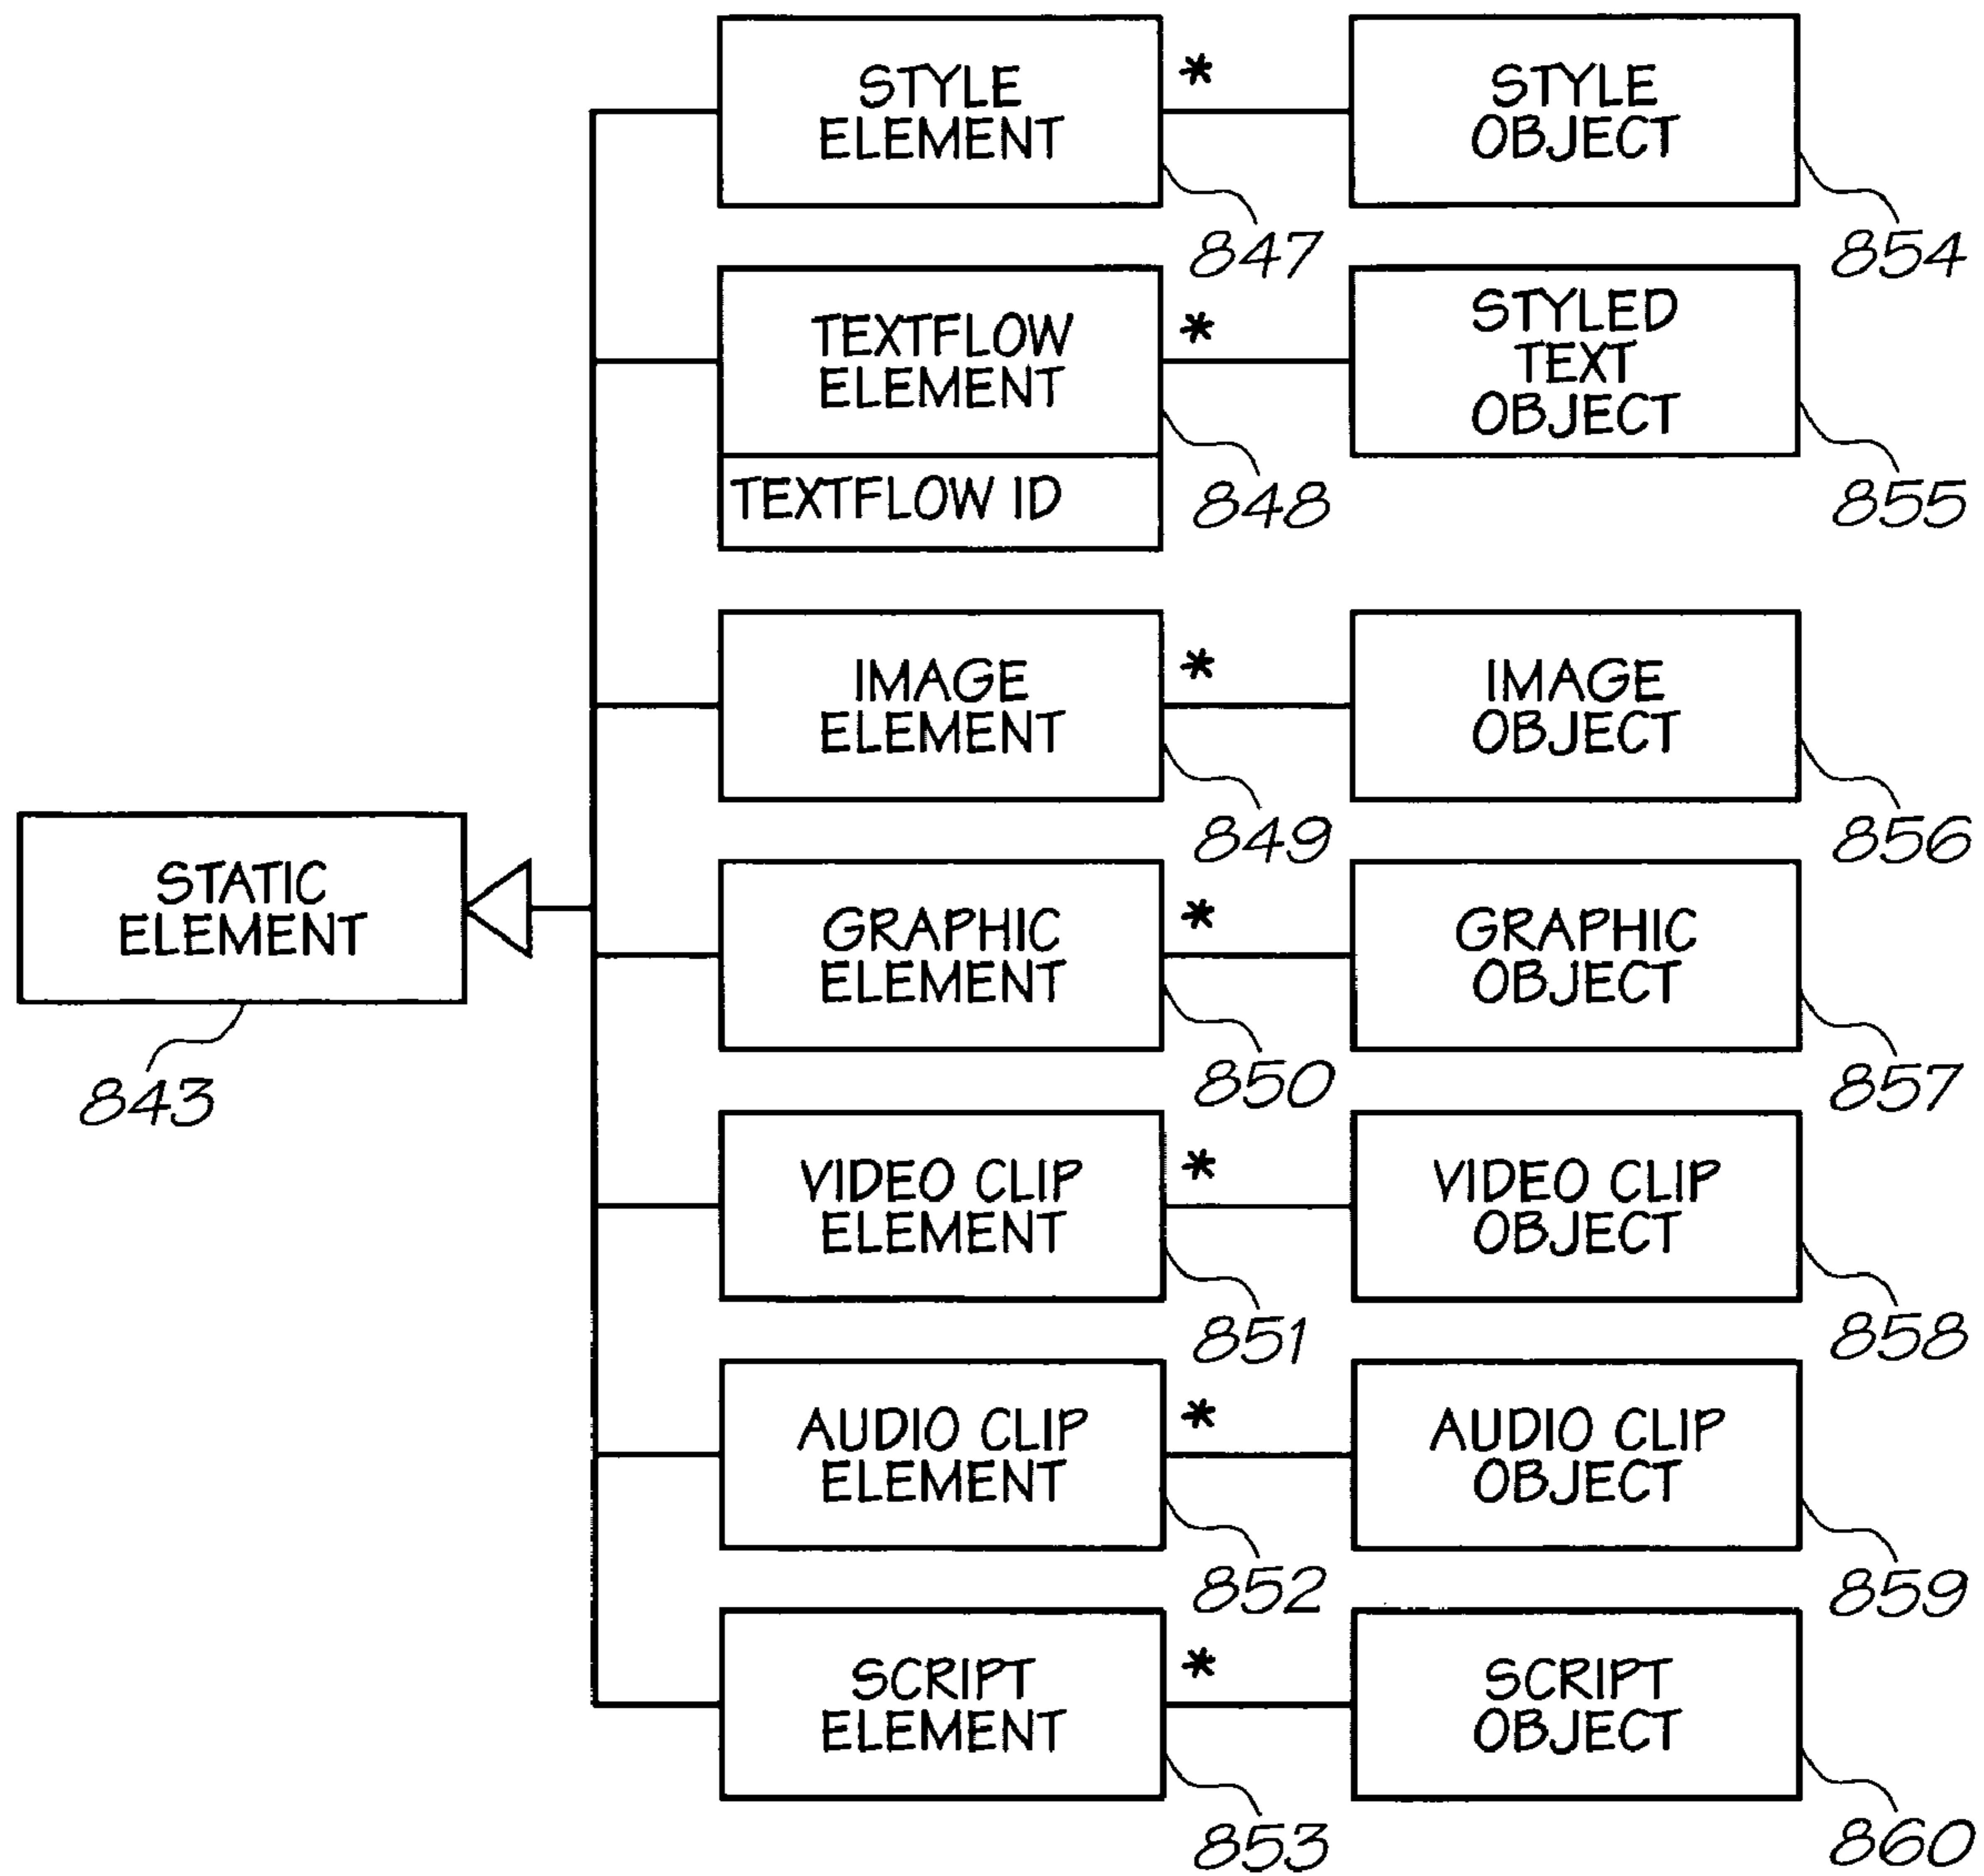 STYLE
ELEMENT
*
STYLE
OBJECT
847
854
TEXTFLOW
ELEMENT
TEXTFLOW ID
*
STYLED
TEXT
OBJECT
848
855
IMAGE
ELEMENT
*
IMAGE
OBJECT
849
856
STATIC
ELEMENT
843
GRAPHIC
ELEMENT
*
GRAPHIC
OBJECT
850
857
VIDEO CLIP
ELEMENT
*
VIDEO CLIP
OBJECT
851
858
AUDIO CLIP
ELEMENT
*
AUDIO CLIP
OBJECT
852
859
SCRIPT
ELEMENT
*
SCRIPT
OBJECT
853
860